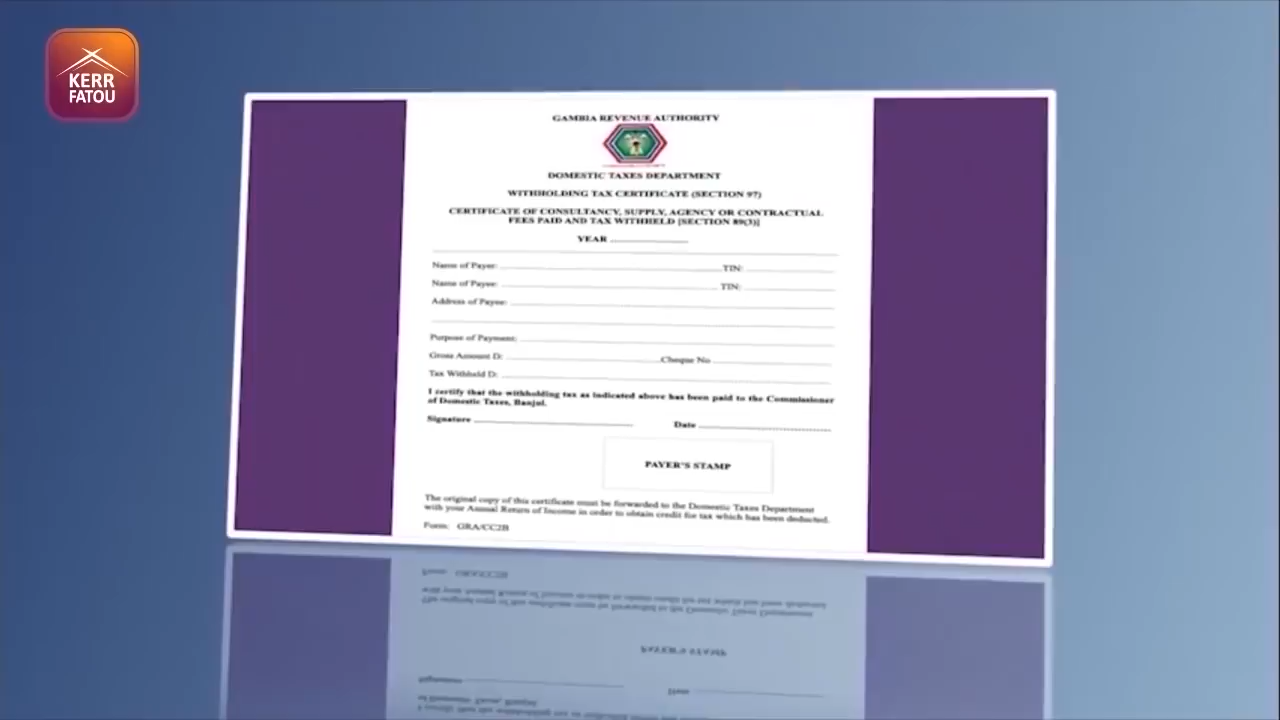 KERR
FATOU
GAMBIA REVENUE AUTHORITY
DOMESTIC TAXES DEPARTMENT
WITHHOLDING TAX CERTIFICATE (SECTION 97)
CERTIFICATE OF CONSULTANCY, SUPPLY, AGENCY OR CONTRACTUAL
FEES PAID AND TAX WITHHELD [SECTION 89(3)]
YEAR
Name of Payer: TIN:
Name of Payee: TIN:
Address of Payee:
Purpose of Payment:
Gross Amount D: Cheque No
Tax Withheld D:
I certify that the withholding tax as indicated above has been paid to the Commissioner
of Domestic Taxes, Banjul.
Signature Date
PAYER'S STAMP
The original copy of this certificate must be forwarded to the Domestic Taxes Department
with your Annual Return of Income in order to obtain credit for tax which has been deducted.
Form: GRA/CC2B